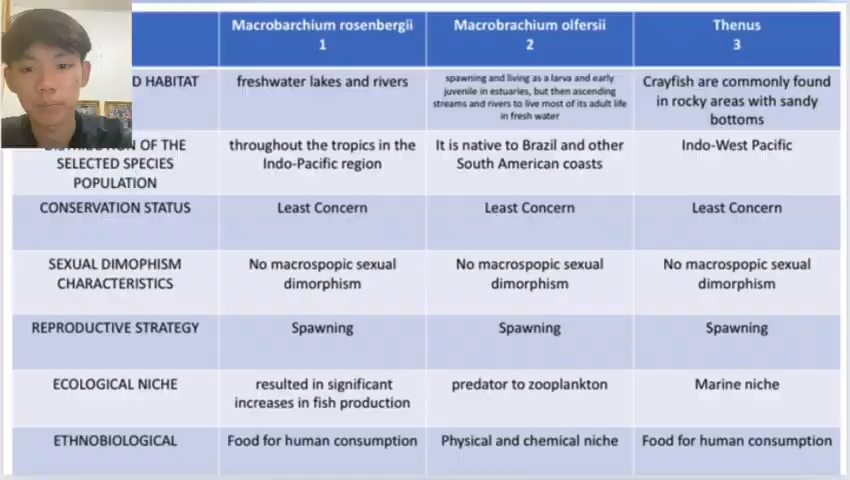 Macrobarchium rosenbergii
1
Macrobrachium olfersii
2
Thenus
3
D HABITAT
freshwater lakes and rivers
spawning and living as a larva and early
juvenile in estuaries, but then ascending
streams and rivers to live most of its adult life
in fresh water
Crayfish are commonly found
in rocky areas with sandy
bottoms
OF THE
SELECTED SPECIES
POPULATION
throughout the tropics in the
Indo-Pacific region
It is native to Brazil and other
South American coasts
Indo-West Pacific
CONSERVATION STATUS
Least Concern
Least Concern
Least Concern
SEXUAL DIMOPHISM
CHARACTERISTICS
No macrospopic sexual
dimorphism
No macrospopic sexual
dimorphism
No macrospopic sexual
dimorphism
REPRODUCTIVE STRATEGY
Spawning
Spawning
Spawning
ECOLOGICAL NICHE
resulted in significant
increases in fish production
predator to zooplankton
Marine niche
ETHNOBIOLOGICAL
Food for human consumption
Physical and chemical niche
Food for human consumption